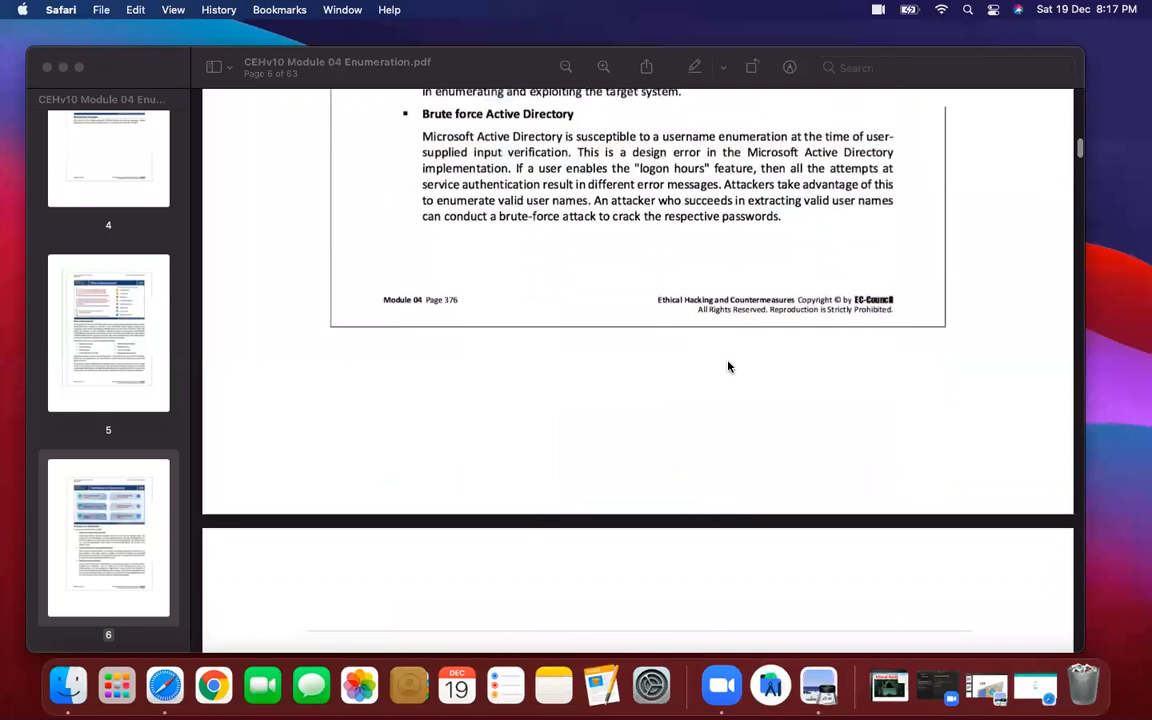 Safari File Edit View History Bookmarks Window Help Sat 19 Dec 8:17 PM
CEHv10 Module 04 Enumeration.pdf
Page 6 of 63
Search
CEHv10 Module 04 Enu...
4
5
6
in enumerating and exploiting the target system.
▪ Brute force Active Directory
Microsoft Active Directory is susceptible to a username enumeration at the time of user-
supplied input verification. This is a design error in the Microsoft Active Directory
implementation. If a user enables the "logon hours" feature, then all the attempts at
service authentication result in different error messages. Attackers take advantage of this
to enumerate valid user names. An attacker who succeeds in extracting valid user names
can conduct a brute-force attack to crack the respective passwords.
Module 04 Page 376
Ethical Hacking and Countermeasures Copyright © by EC-Council
All Rights Reserved. Reproduction is Strictly Prohibited.
DEC
19